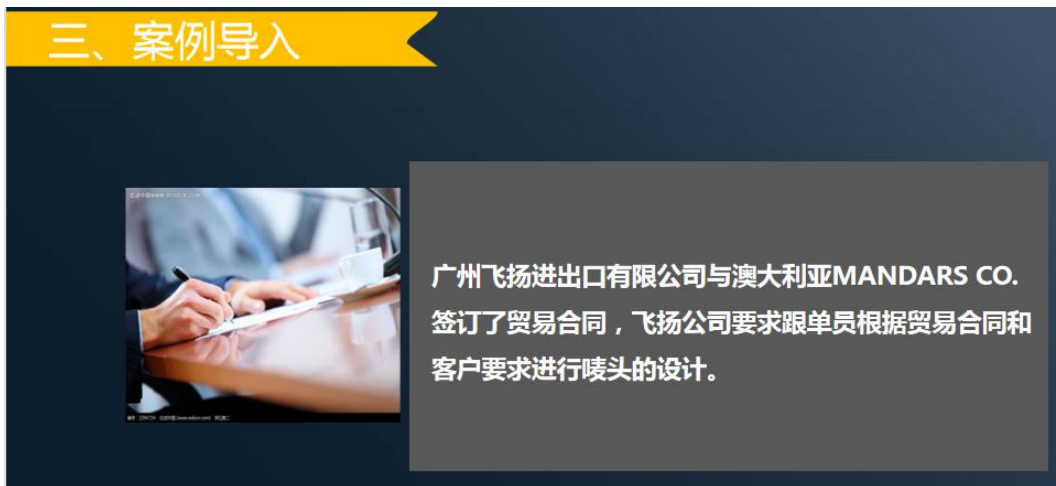 三、案例导入
广州飞扬进出口有限公司与澳大利亚MANDARS CO.
签订了贸易合同，飞扬公司要求跟单员根据贸易合同和
客户要求进行唛头的设计。